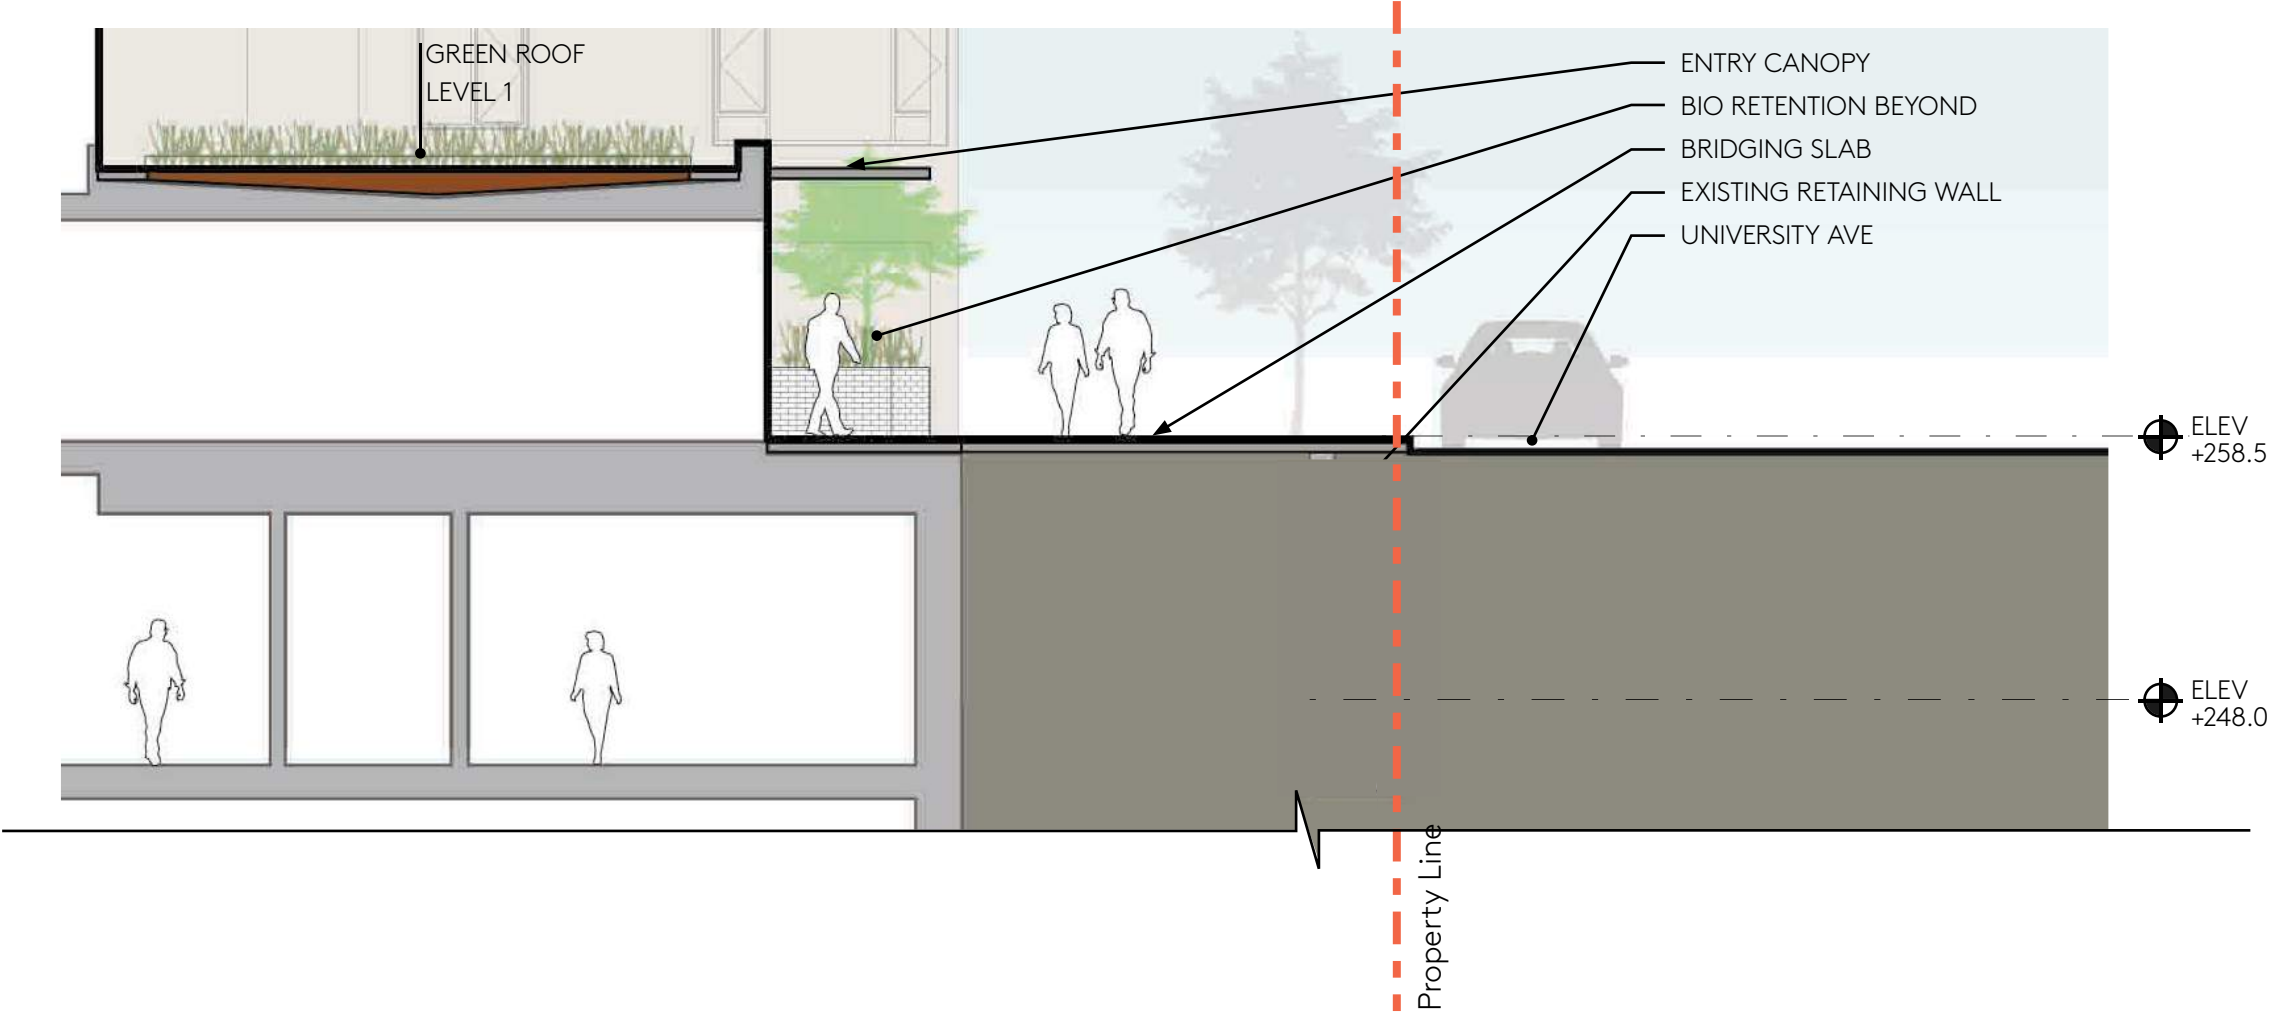 GREEN ROOF
LEVEL 1
ENTRY CANOPY
BIO RETENTION BEYOND
BRIDGING SLAB
EXISTING RETAINING WALL
UNIVERSITY AVE
ELEV
+258.5
ELEV
+248.0
Property Line